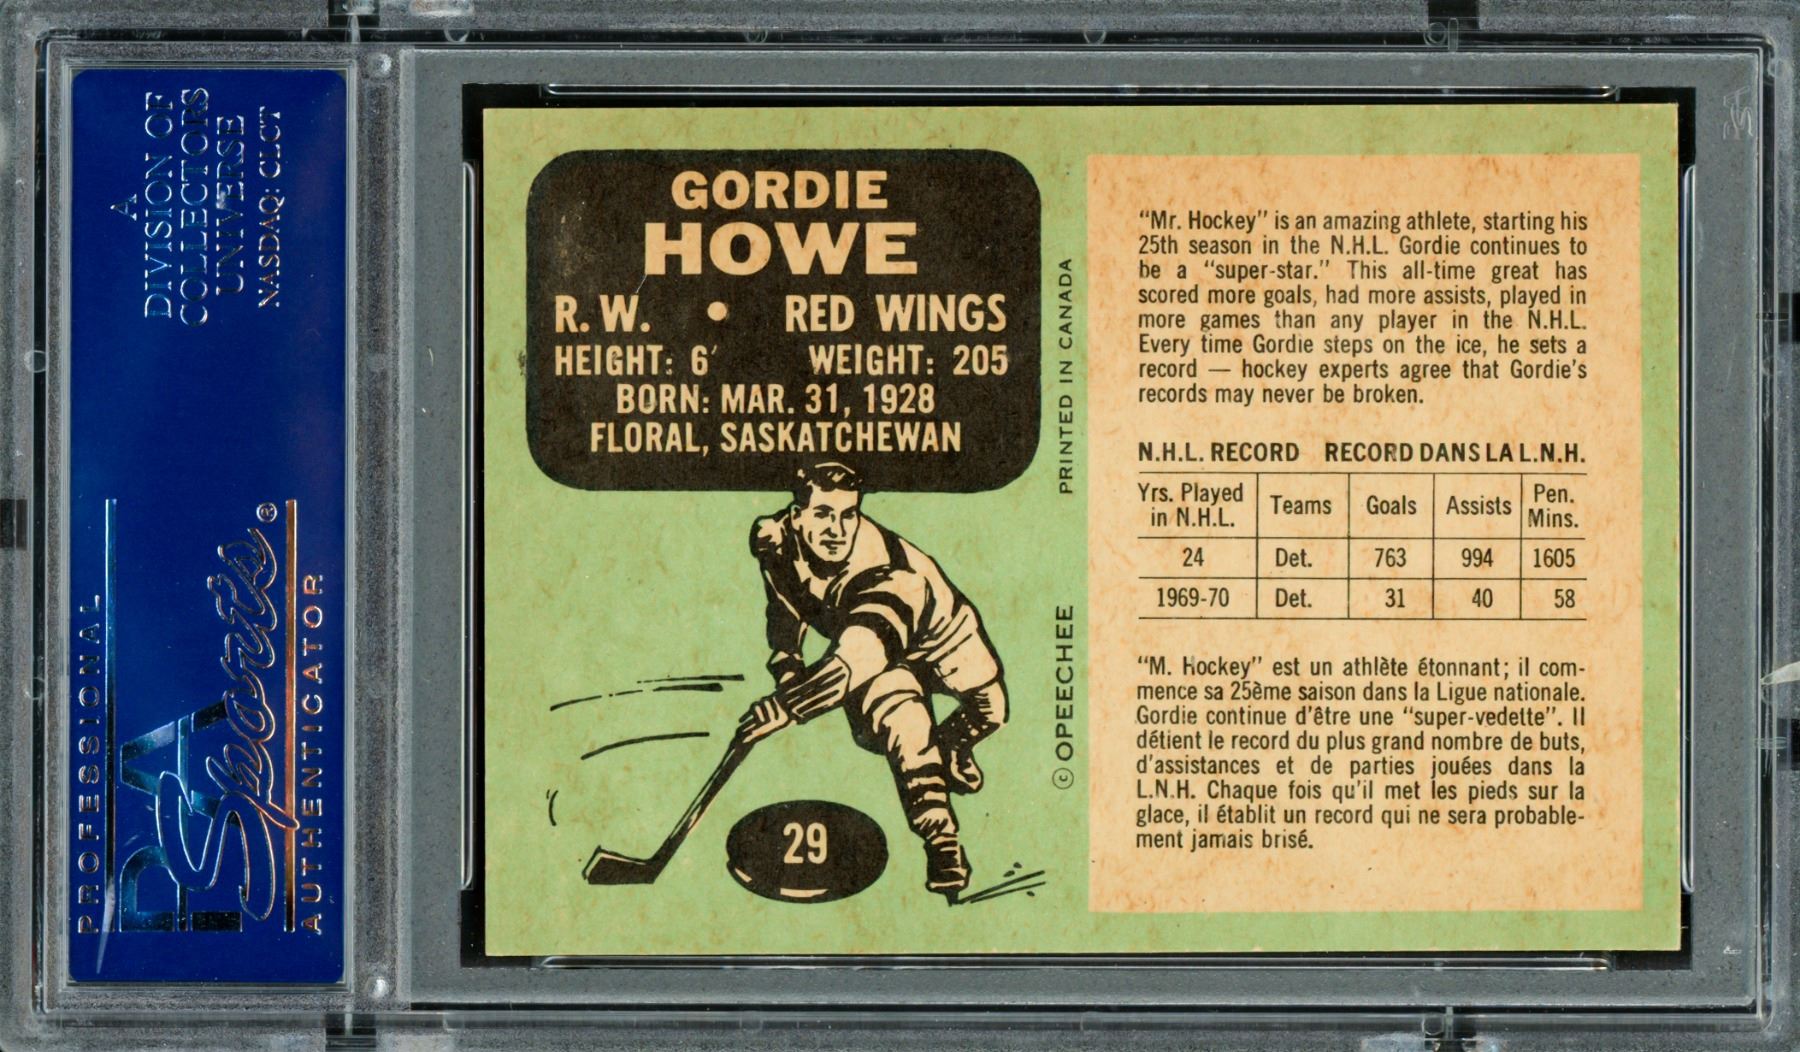 A
DIVISION OF
COLLECTORS
UNIVERSE
NASDAQ: CLCT
PROFESSIONAL
PSA
Sports®
AUTHENTICATOR
GORDIE
HOWE
R. W. • RED WINGS
HEIGHT: 6′ WEIGHT: 205
BORN: MAR. 31, 1928
FLORAL, SASKATCHEWAN
29
© OPEECHEE PRINTED IN CANADA
“Mr. Hockey” is an amazing athlete, starting his
25th season in the N.H.L. Gordie continues to
be a “super-star.” This all-time great has
scored more goals, had more assists, played in
more games than any player in the N.H.L.
Every time Gordie steps on the ice, he sets a
record — hockey experts agree that Gordie’s
records may never be broken.
N.H.L. RECORD RECORD DANS LA L.N.H.
Yrs. Played in N.H.L. Teams Goals Assists Pen. Mins.
24 Det. 763 994 1605
1969-70 Det. 31 40 58
“M. Hockey” est un athlète étonnant; il com-
mence sa 25ème saison dans la Ligue nationale.
Gordie continue d’être une “super-vedette”. Il
détient le record du plus grand nombre de buts,
d’assistances et de parties jouées dans la
L.N.H. Chaque fois qu’il met les pieds sur la
glace, il établit un record qui ne sera probable-
ment jamais brisé.